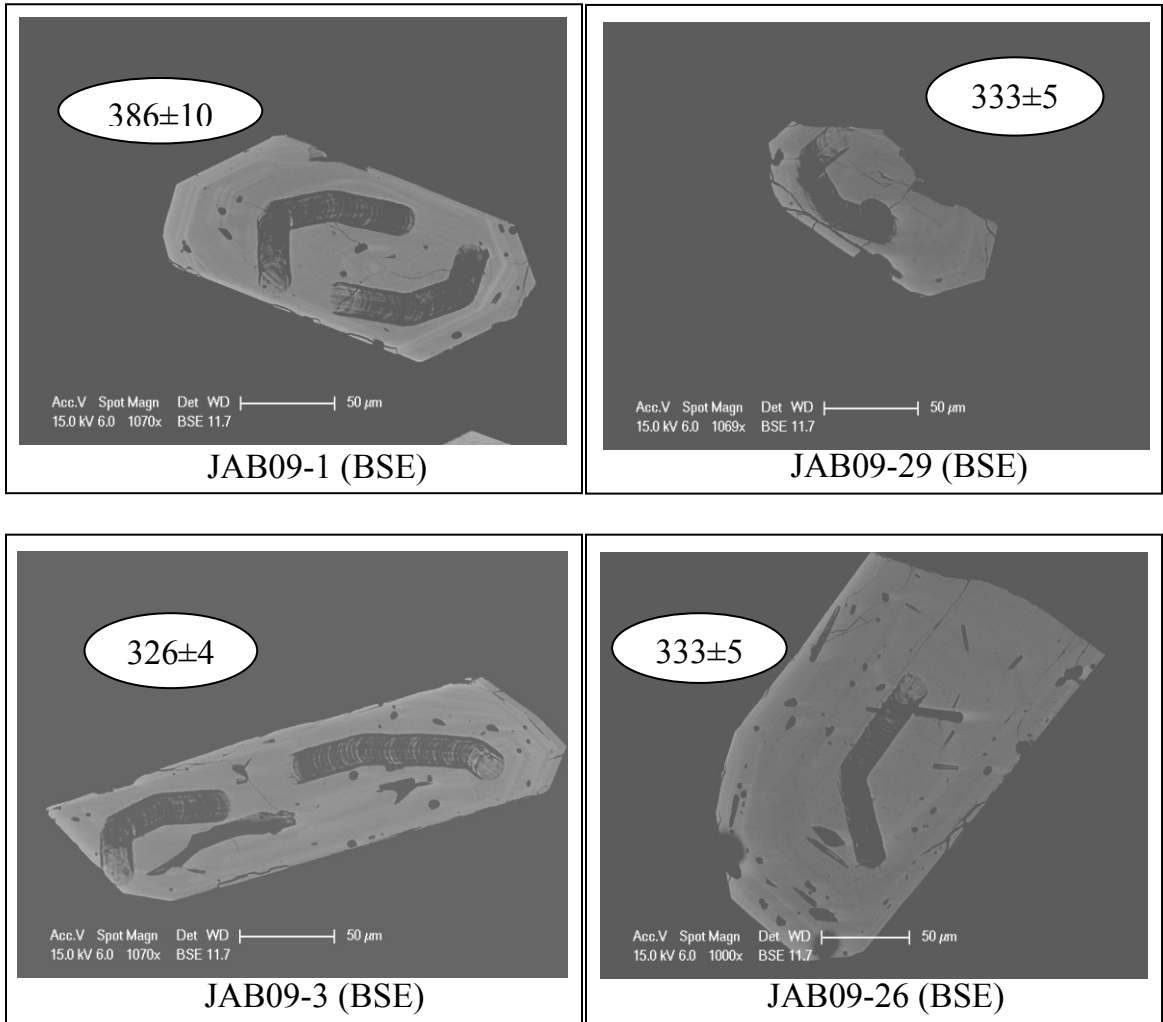 386±10
Acc.V Spot Magn Det WD 50 µm
15.0 kV 6.0 1070x BSE 11.7
JAB09-1 (BSE)
333±5
Acc.V Spot Magn Det WD 50 µm
15.0 kV 6.0 1069x BSE 11.7
JAB09-29 (BSE)
326±4
Acc.V Spot Magn Det WD 50 µm
15.0 kV 6.0 1070x BSE 11.7
JAB09-3 (BSE)
333±5
Acc.V Spot Magn Det WD 50 µm
15.0 kV 6.0 1000x BSE 11.7
JAB09-26 (BSE)